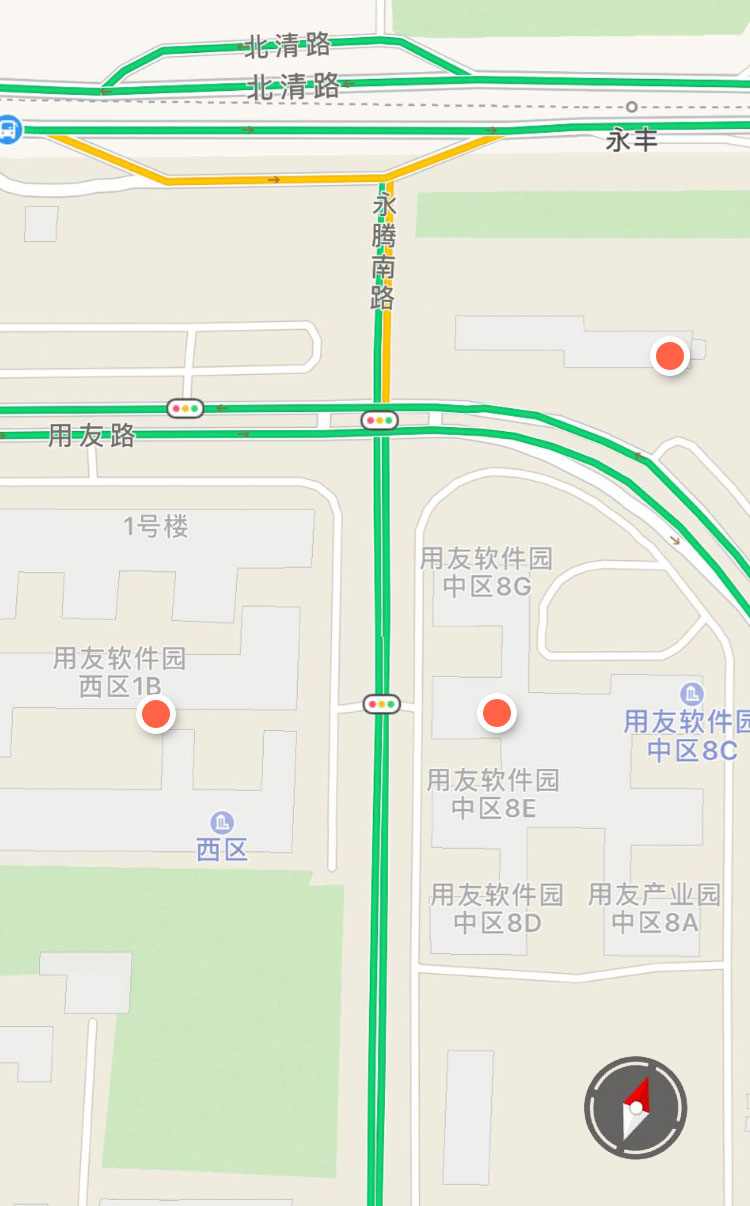 北清路
北清路
永丰
永腾南路
用友路
1号楼
用友软件园
中区8G
用友软件园
西区1B
用友软件园
中区8C
用友软件园
中区8E
西区
用友软件园
中区8D
用友产业园
中区8A